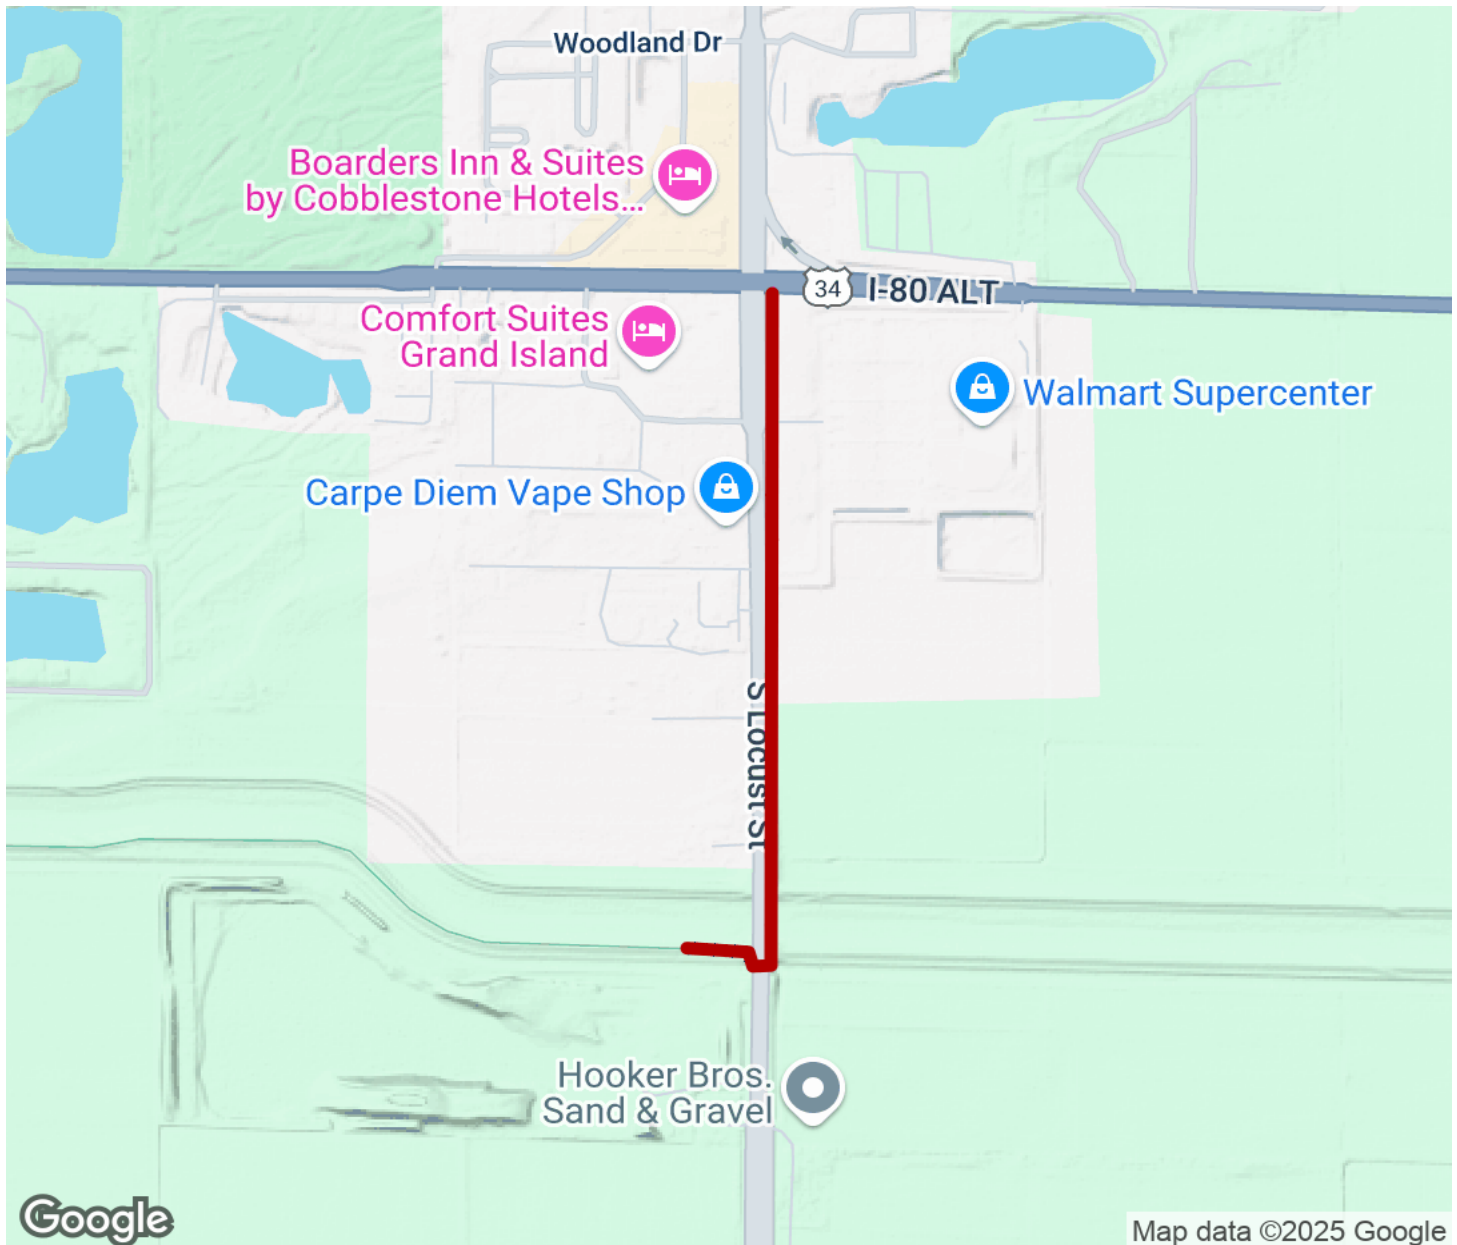 Woodland Dr
Boarders Inn & Suites
by Cobblestone Hotels...
34
I-80 ALT
Comfort Suites
Grand Island
Walmart Supercenter
Carpe Diem Vape Shop
S Locust St
Hooker Bros.
Sand & Gravel
Google
Map data ©2025 Google